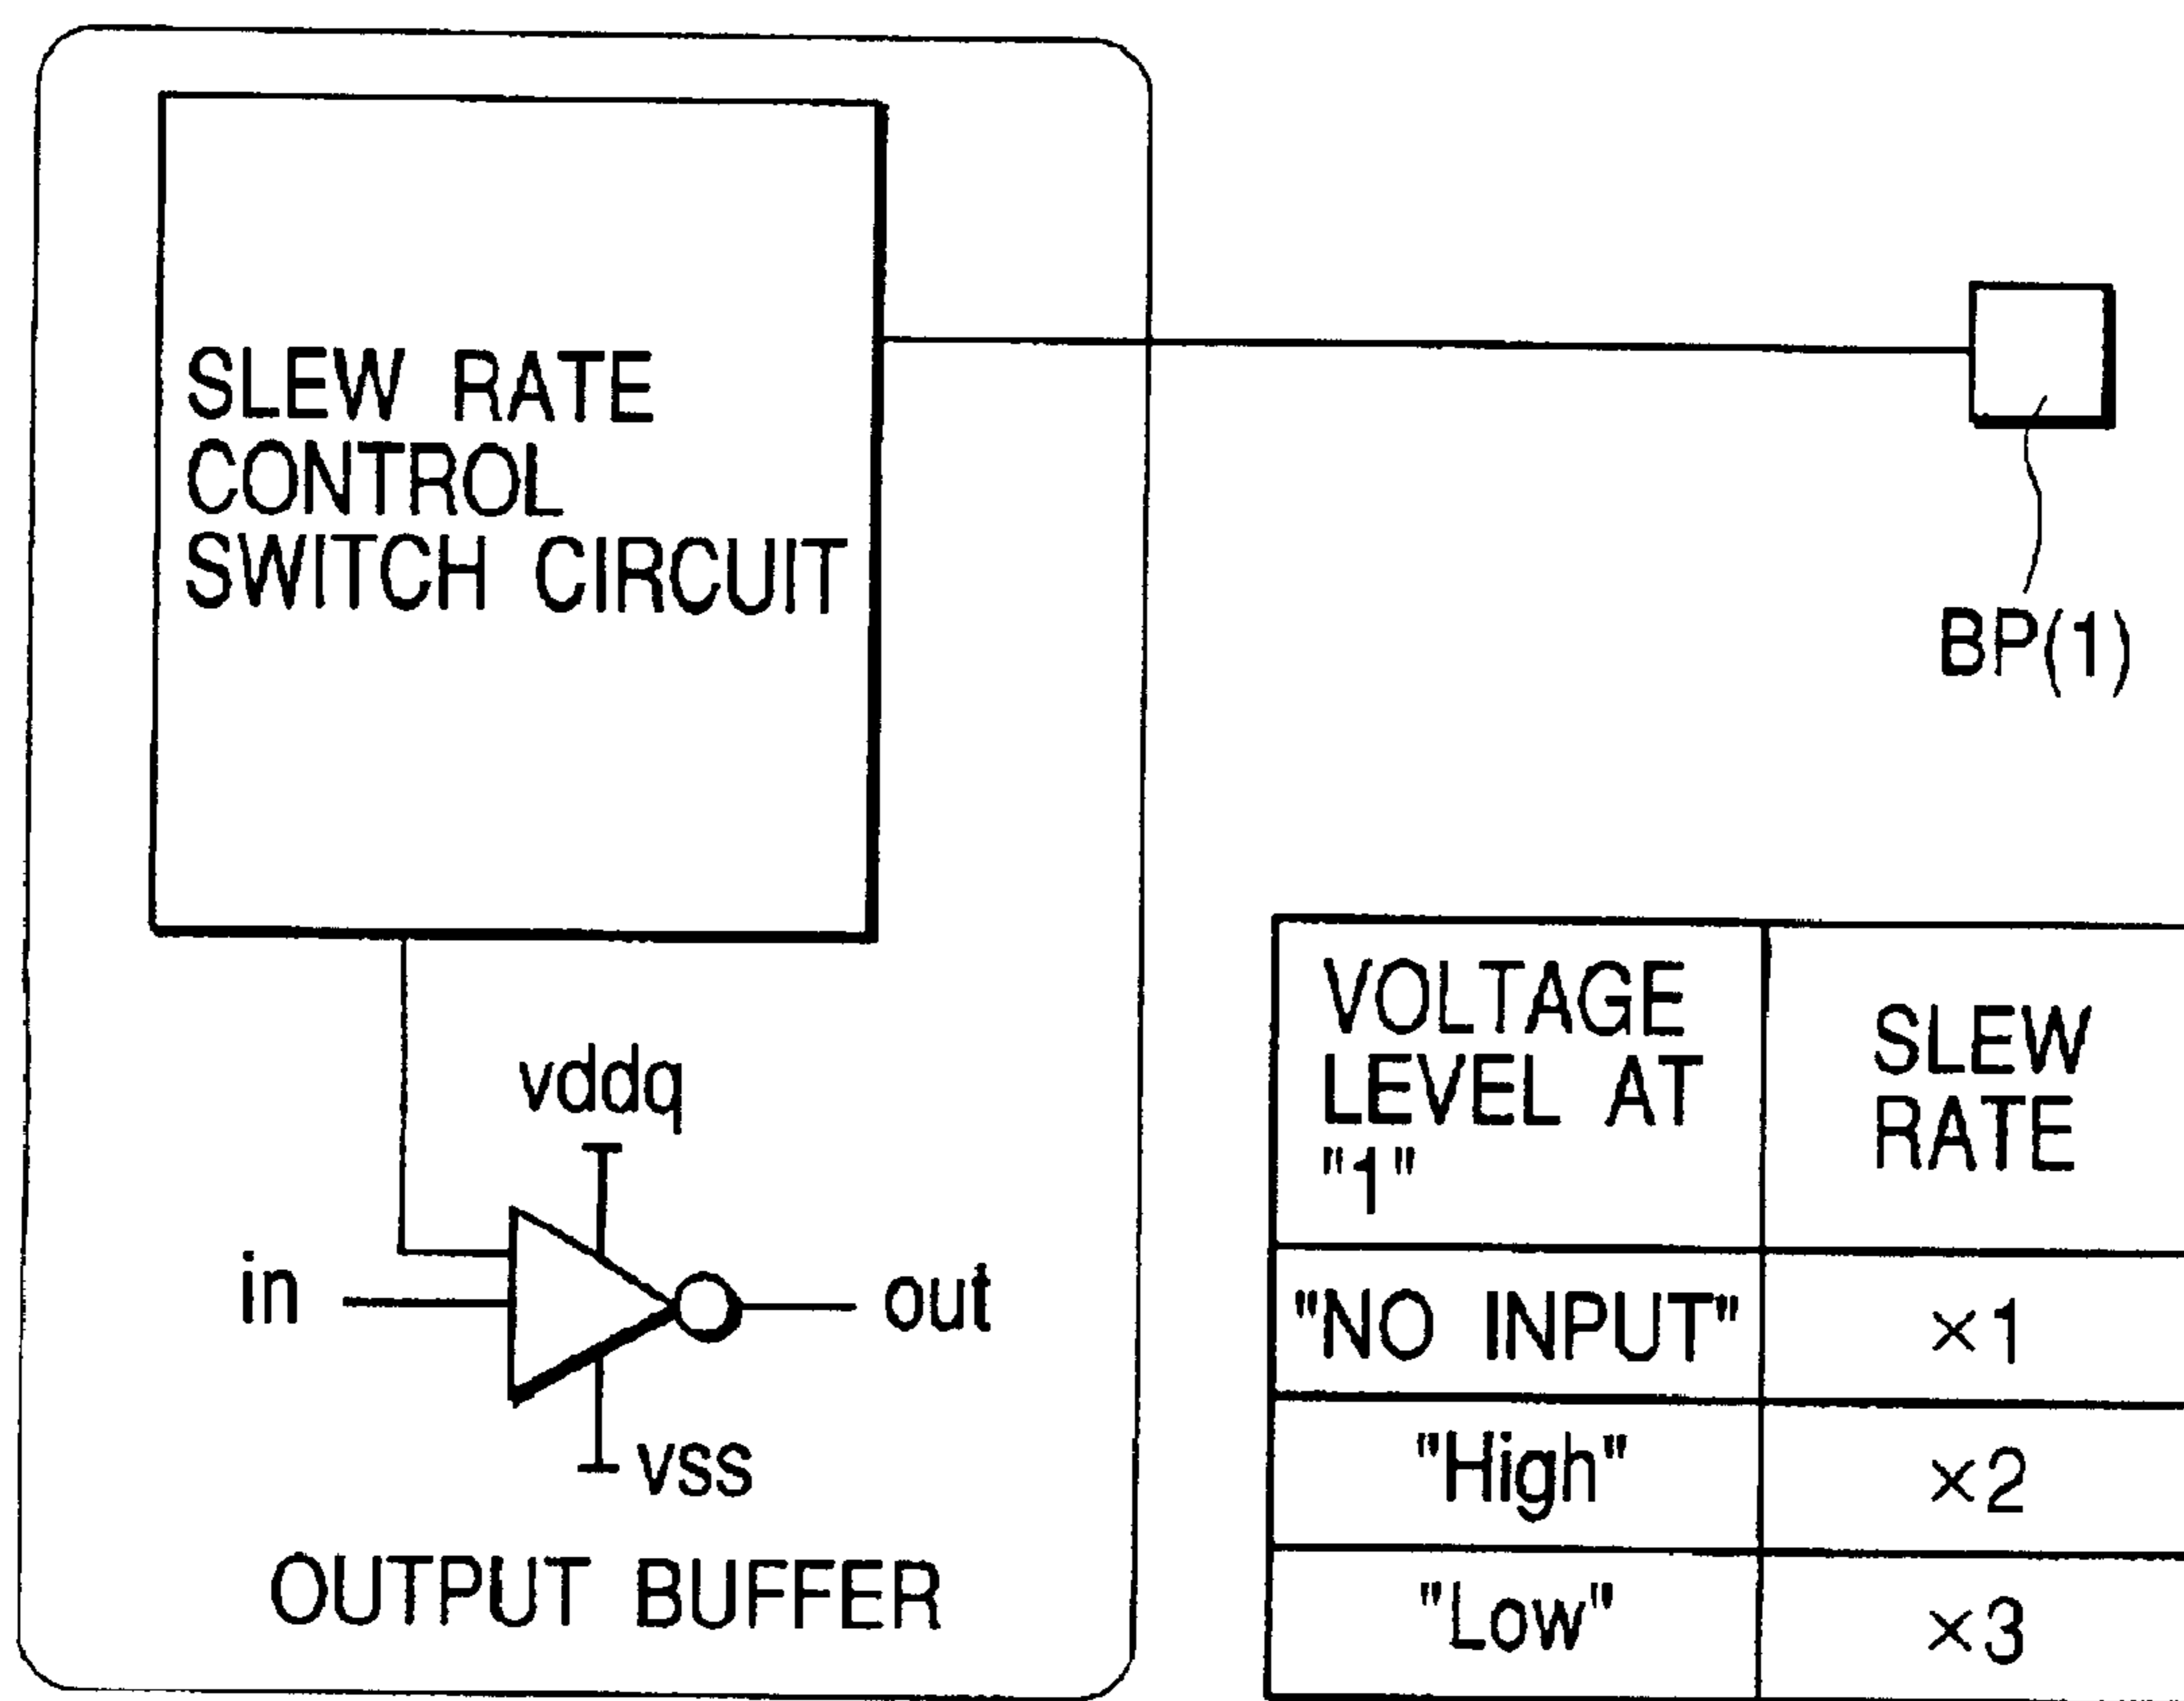 SLEW RATE
CONTROL
SWITCH CIRCUIT
BP(1)
vddq
in
out
vss
OUTPUT BUFFER
VOLTAGE
LEVEL AT
"1"
SLEW
RATE
"NO INPUT" ×1
"High" ×2
"Low" ×3